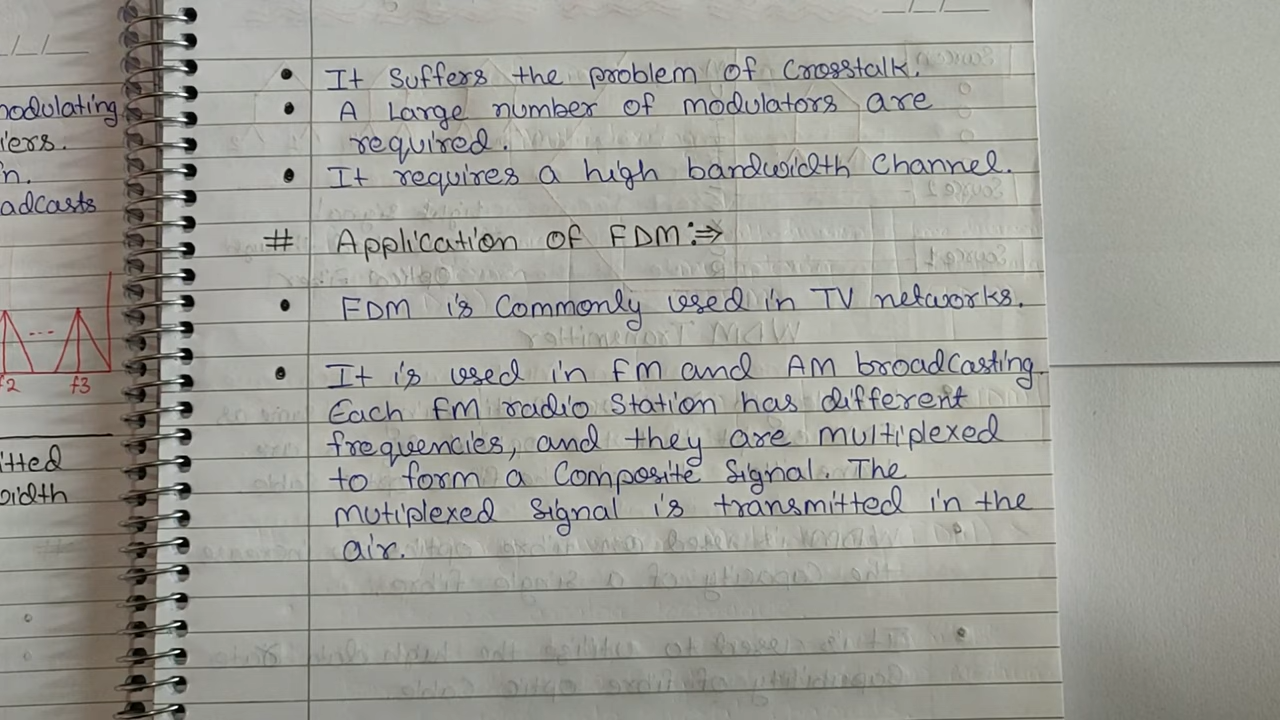 modulating
iers.
n.
adcasts
f2
f3
itted
width
• It Suffers the problem of Crosstalk.
• A Large number of modulators are
required.
• It requires a high bandwidth Channel.
# Application OF FDM:⇒
• FDM is Commonly used in TV networks.
• It is used in FM and AM broadCasting.
Each FM radio Station has different
frequencies, and they are multiplexed
to form a Composite Signal. The
mutiplexed Signal is transmitted in the
air.